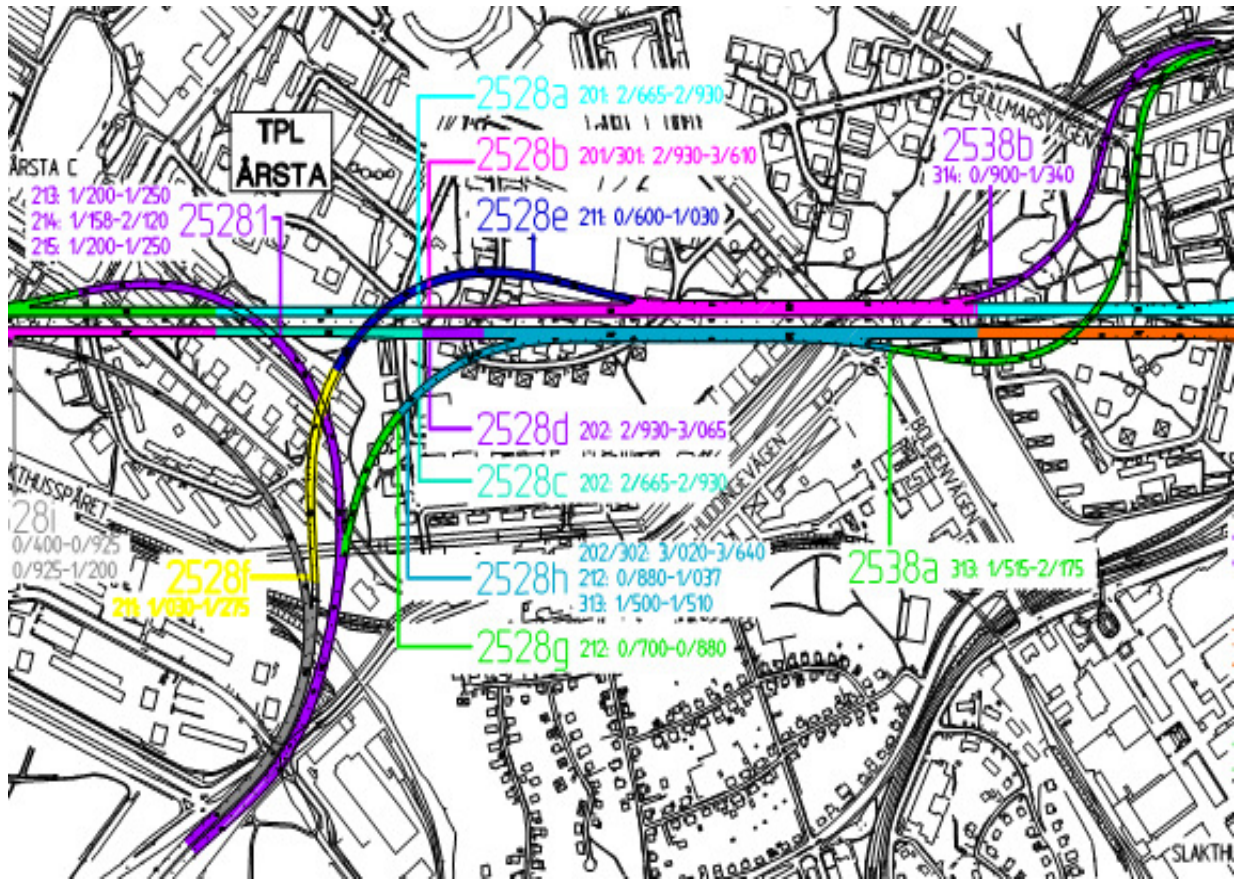 2528a 201: 2/665-2/930
TPL
ÅRSTA
2528b 201/301: 2/930-3/610
GULLMARSVÄGEN
2538b
314: 0/900-1/340
ÅRSTA C
213: 1/200-1/250
214: 1/158-2/120
215: 1/200-1/250
25281
2528e 211: 0/600-1/030
2528d 202: 2/930-3/065
2528c 202: 2/665-2/930
HUDDINGEVÄGEN
BOLIDENVÄGEN
THUSSPÅRET
28i
0/400-0/925
0/925-1/200
2528f
211: 1/030-1/275
2528h
202/302: 3/020-3/640
212: 0/880-1/037
313: 1/500-1/510
2538a 313: 1/515-2/175
2528g 212: 0/700-0/880
SLAKTHU